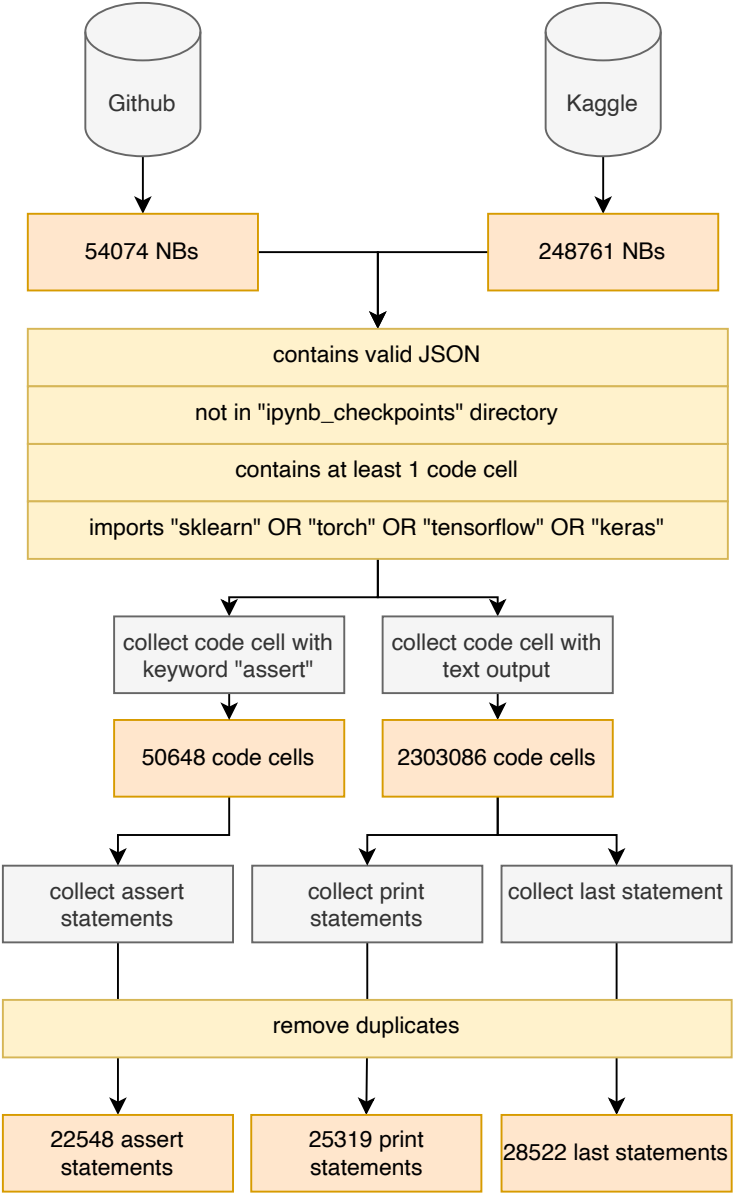 Github
Kaggle
54074 NBs
248761 NBs
contains valid JSON
not in "ipynb_checkpoints" directory
contains at least 1 code cell
imports "sklearn" OR "torch" OR "tensorflow" OR "keras"
collect code cell with
keyword "assert"
collect code cell with
text output
50648 code cells
2303086 code cells
collect assert
statements
collect print
statements
collect last statement
remove duplicates
22548 assert
statements
25319 print
statements
28522 last statements